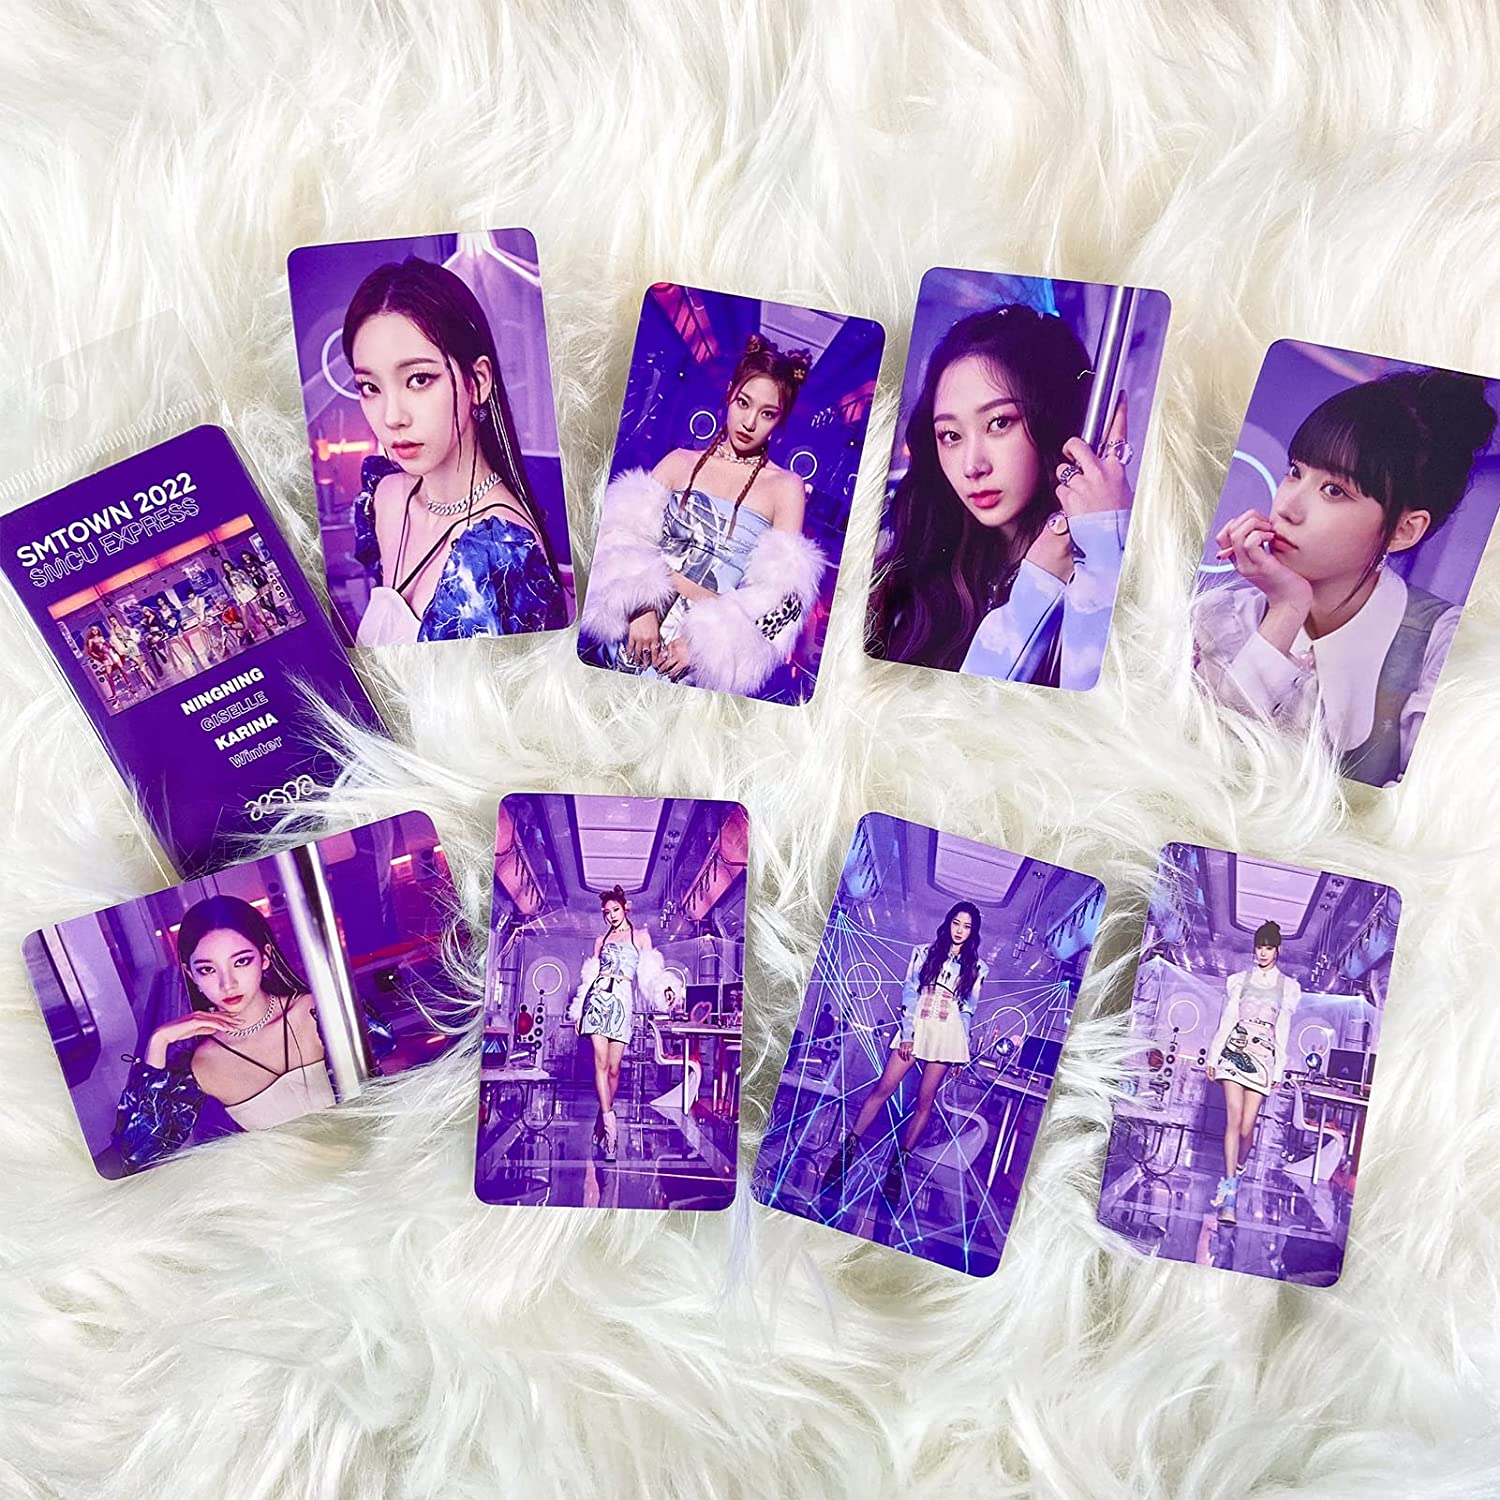 SMTOWN 2022
SMCU EXPRESS
NINGNING
GISELLE
KARINA
Winter
aespa